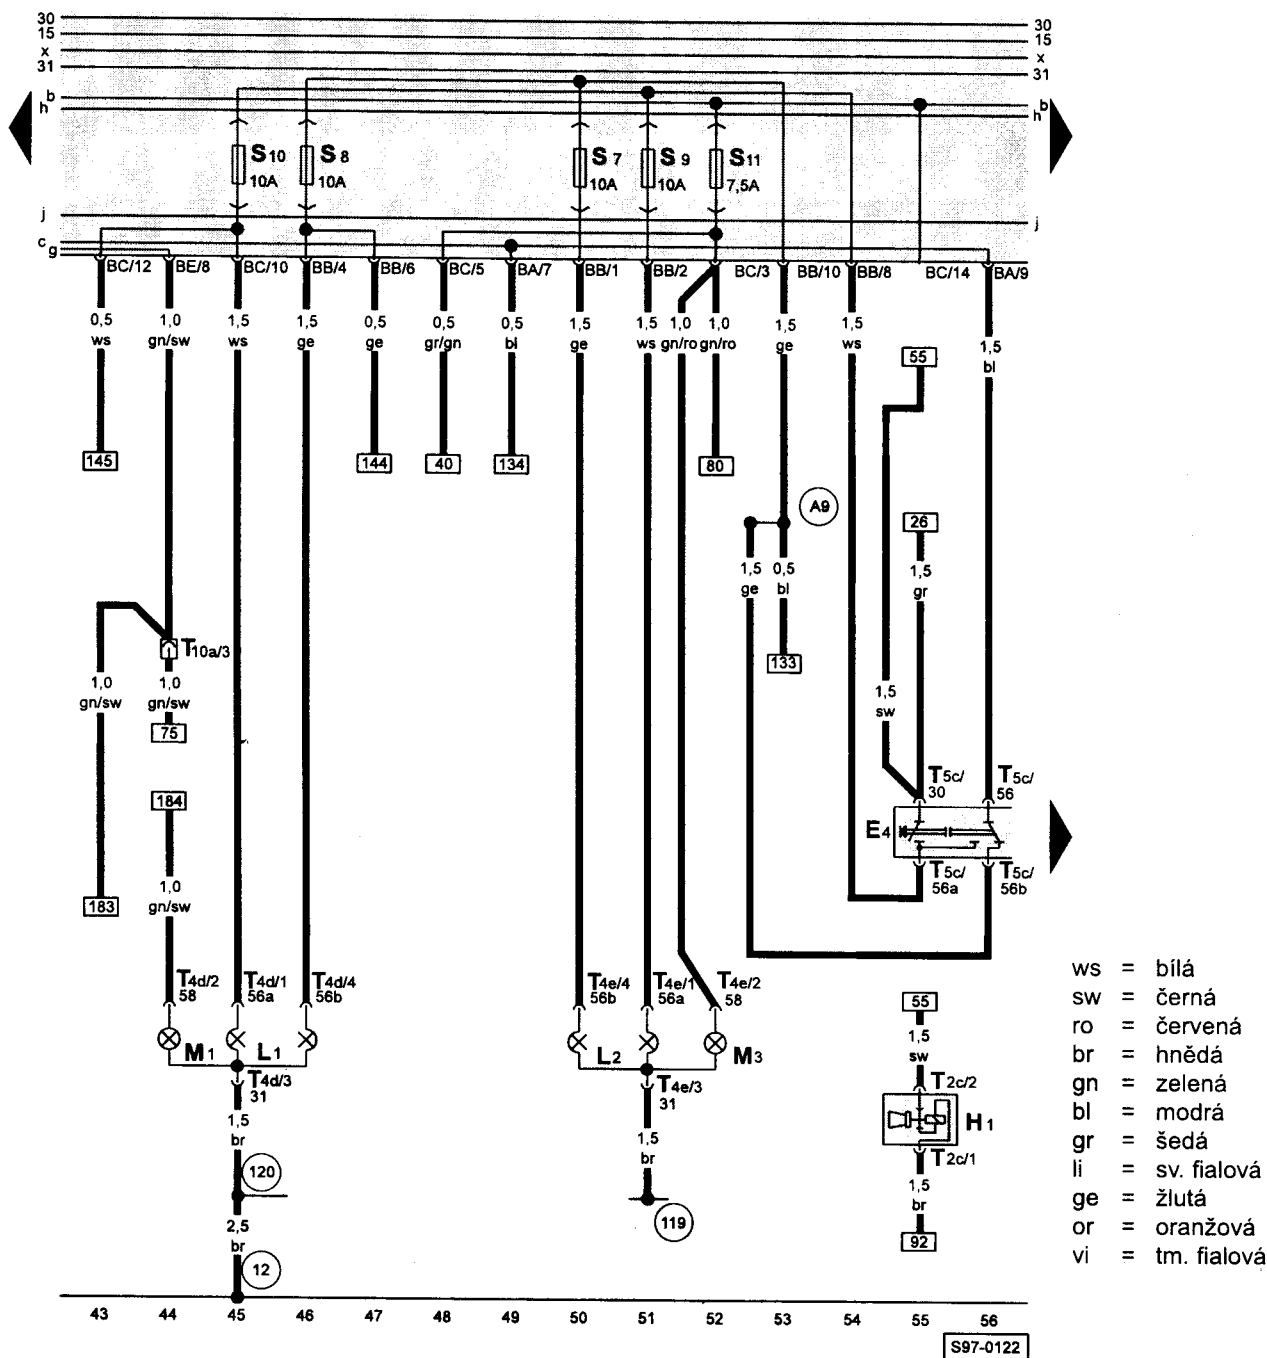 30 30
15 15
x x
31 31
b b
h h
S10 S8 S7 S9 S11
10A 10A 10A 10A 7,5A
j j
c
g
BC/12 BE/8 BC/10 BB/4 BB/6 BC/5 BA/7 BB/1 BB/2 BC/3 BB/10 BB/8 BC/14 BA/9
0,5 1,0 1,5 1,5 0,5 0,5 0,5 1,5 1,5 1,0 1,0 1,5 1,5
ws gn/sw ws ge ge gr/gn bl ge ws gn/ro gn/ro ge ws
1,5
bl
55
145 144 40 134 80
A9
26
1,5 0,5 1,5
ge bl gr
T10a/3
133
1,0 1,0 1,5
gn/sw gn/sw sw
75
T5c/ T5c/
30 56
184
E4
T5c/ T5c/
56a 56b
1,0
gn/sw
183
T4d/2 T4d/1 T4d/4 T4e/4 T4e/1 T4e/2
58 56a 56b 56b 56a 58
55
1,5
sw
M1 L1 L2 M3
T4d/3 T4e/3
31 31
T2c/2
H1
T2c/1
1,5 1,5 1,5
br br br
120
119
92
2,5
br
12
ws = bílá
sw = černá
ro = červená
br = hnědá
gn = zelená
bl = modrá
gr = šedá
li = sv. fialová
ge = žlutá
or = oranžová
vi = tm. fialová
43 44 45 46 47 48 49 50 51 52 53 54 55 56
S97-0122